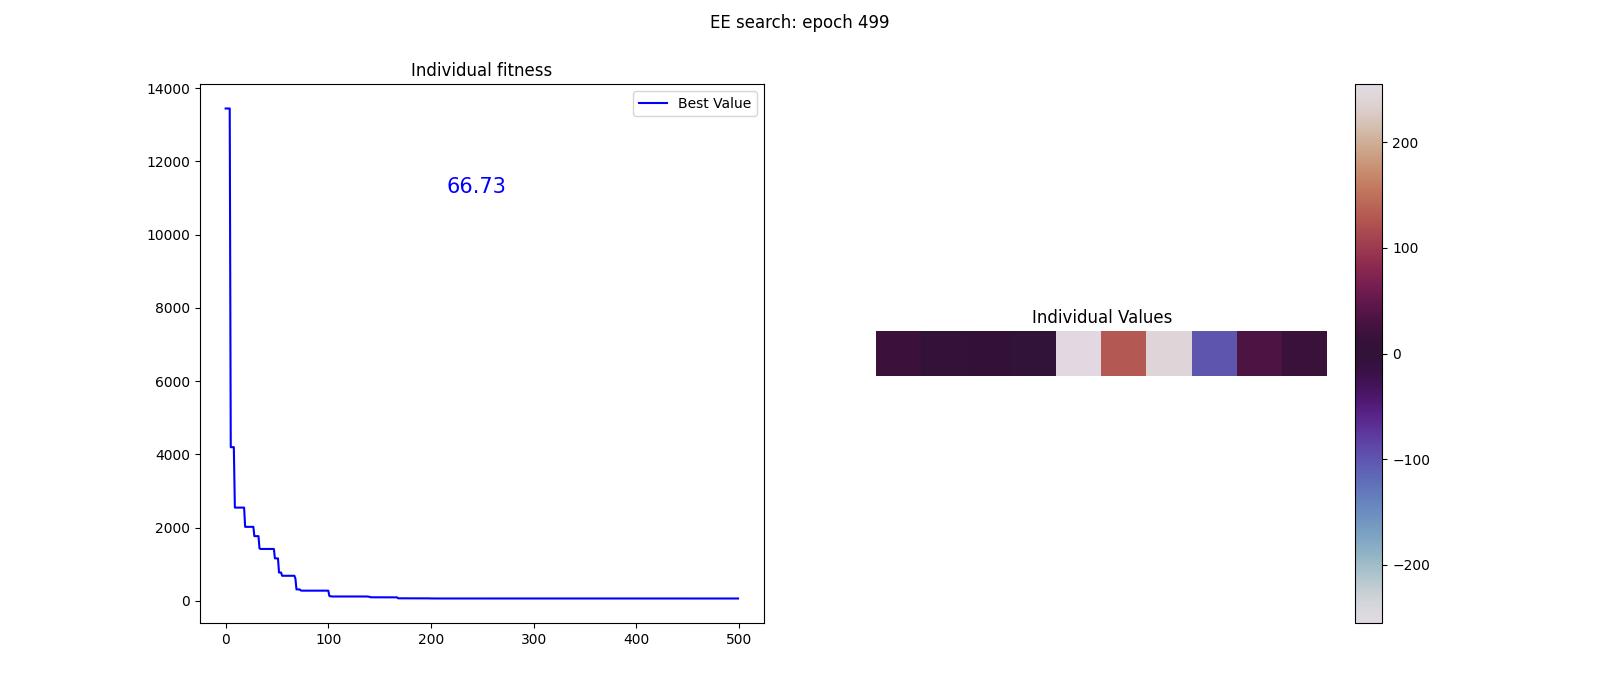 EE search: epoch 499
Individual fitness
14000
12000
10000
8000
6000
4000
2000
0
Best Value
66.73
0 100 200 300 400 500
Individual Values
200
100
0
−100
−200